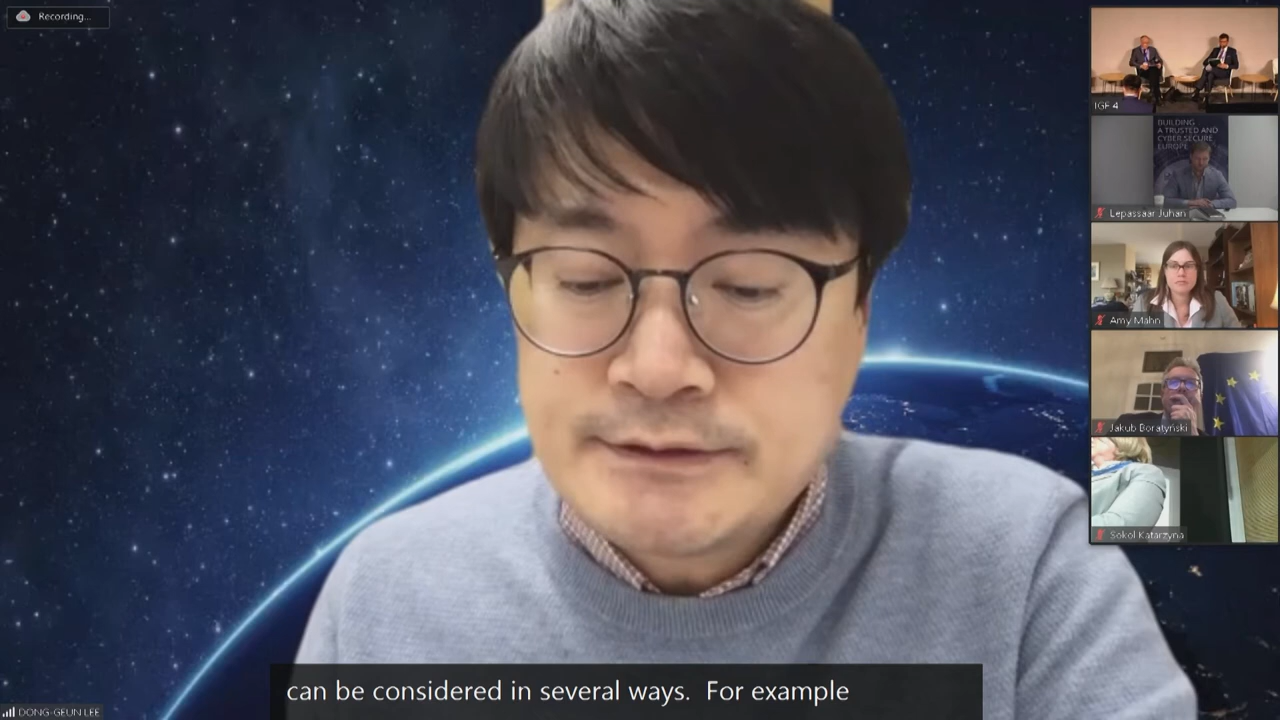 Recording...
IGF 4
BUILDING
A TRUSTED AND
CYBER SECURE
EUROPE
Lepassaar Juhan
Amy Mahn
Jakub Boratyński
Sokol Katarzyna
can be considered in several ways.  For example
DONG-GEUN LEE